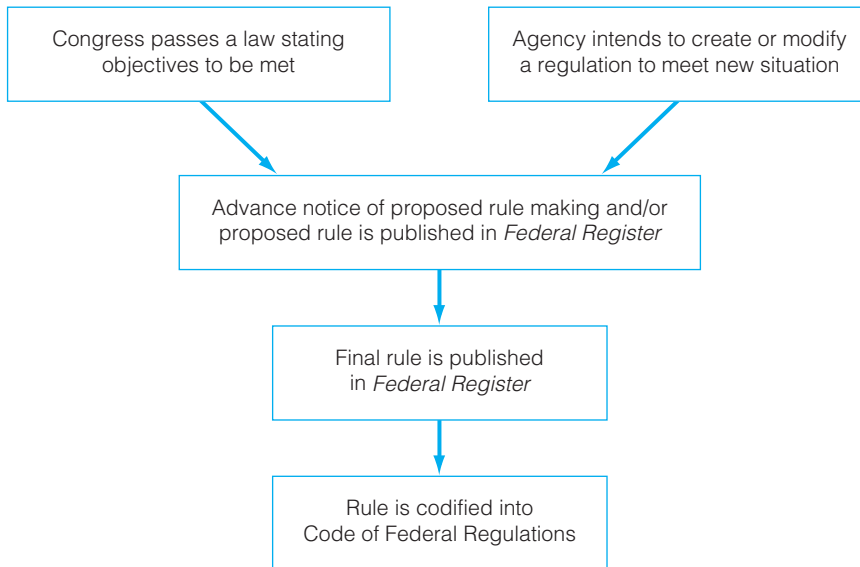 Congress passes a law stating
objectives to be met
Agency intends to create or modify
a regulation to meet new situation
Advance notice of proposed rule making and/or
proposed rule is published in Federal Register
Final rule is published
in Federal Register
Rule is codified into
Code of Federal Regulations